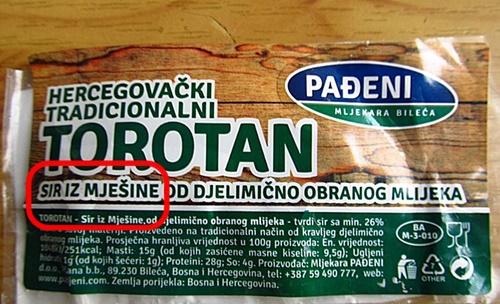 HERCEGOVAČKI
TRADICIONALNI
TOROTAN
SIR IZ MJEŠINE OD DJELIMIČNO OBRANOG MLIJEKA
PAĐENI
MLJEKARA BILEĆA
TOROTAN - Sir iz Mješine,od djelimično obranog mlijeka - tvrdi sir sa min. 26%
suhoj materiji. Proizvedeno na tradicionalni način od kravljeg djelimično
obranog mlijeka. Prosječna hranljiva vrijednost u 100g proizvoda: En. vrijednost:
251kcal; Masti: 15g (od kojih zasićene masne kiseline: 9,5g); Ugljeni
hidrati:1g (od kojih šećeri: 1g); Proteini: 28g; So: 4g. Proizvođač: Mljekara PAĐENI
d.o.o. b.b., 89.230 Bileća, Bosna i Hercegovina, tel: +387 59 490 777, web:
www.padjeni.com. Zemlja porijekla: Bosna i Hercegovina.
BA
M-3-010
OTHER